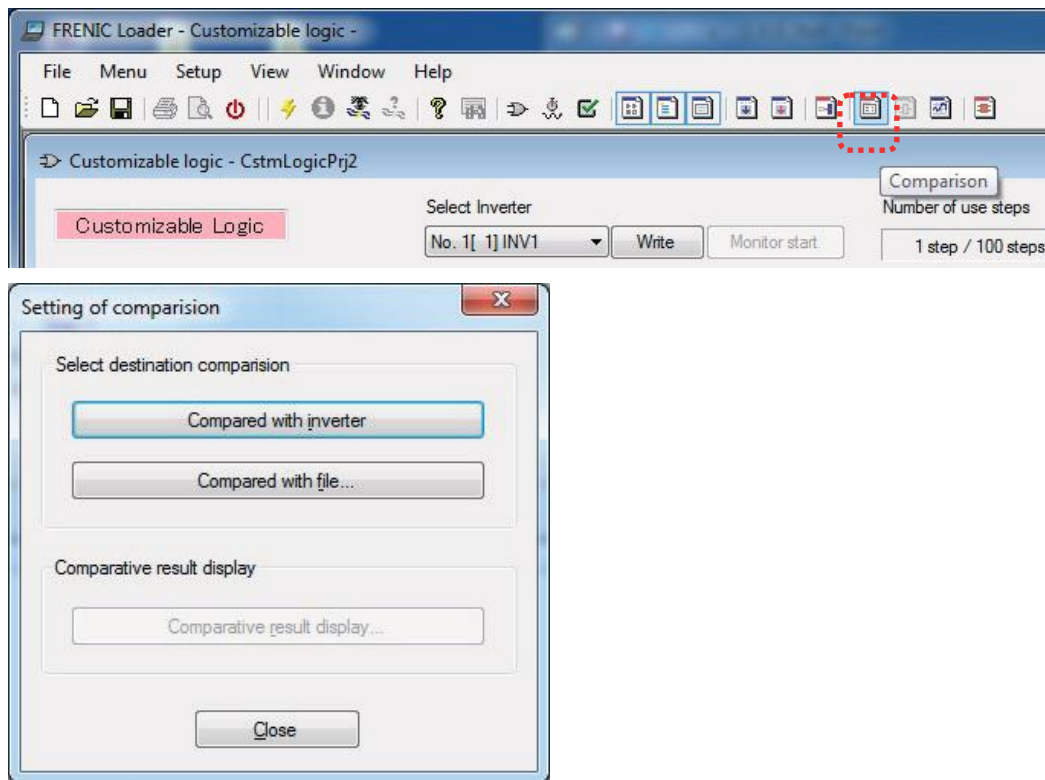 FRENIC Loader - Customizable logic -
File Menu Setup View Window Help
Customizable logic - CstmLogicPrj2
Comparison
Customizable Logic
Select Inverter
Number of use steps
No. 1[ 1] INV1
Write
Monitor start
1 step / 100 steps
Setting of comparision
Select destination comparision
Compared with inverter
Compared with file...
Comparative result display
Comparative result display...
Close